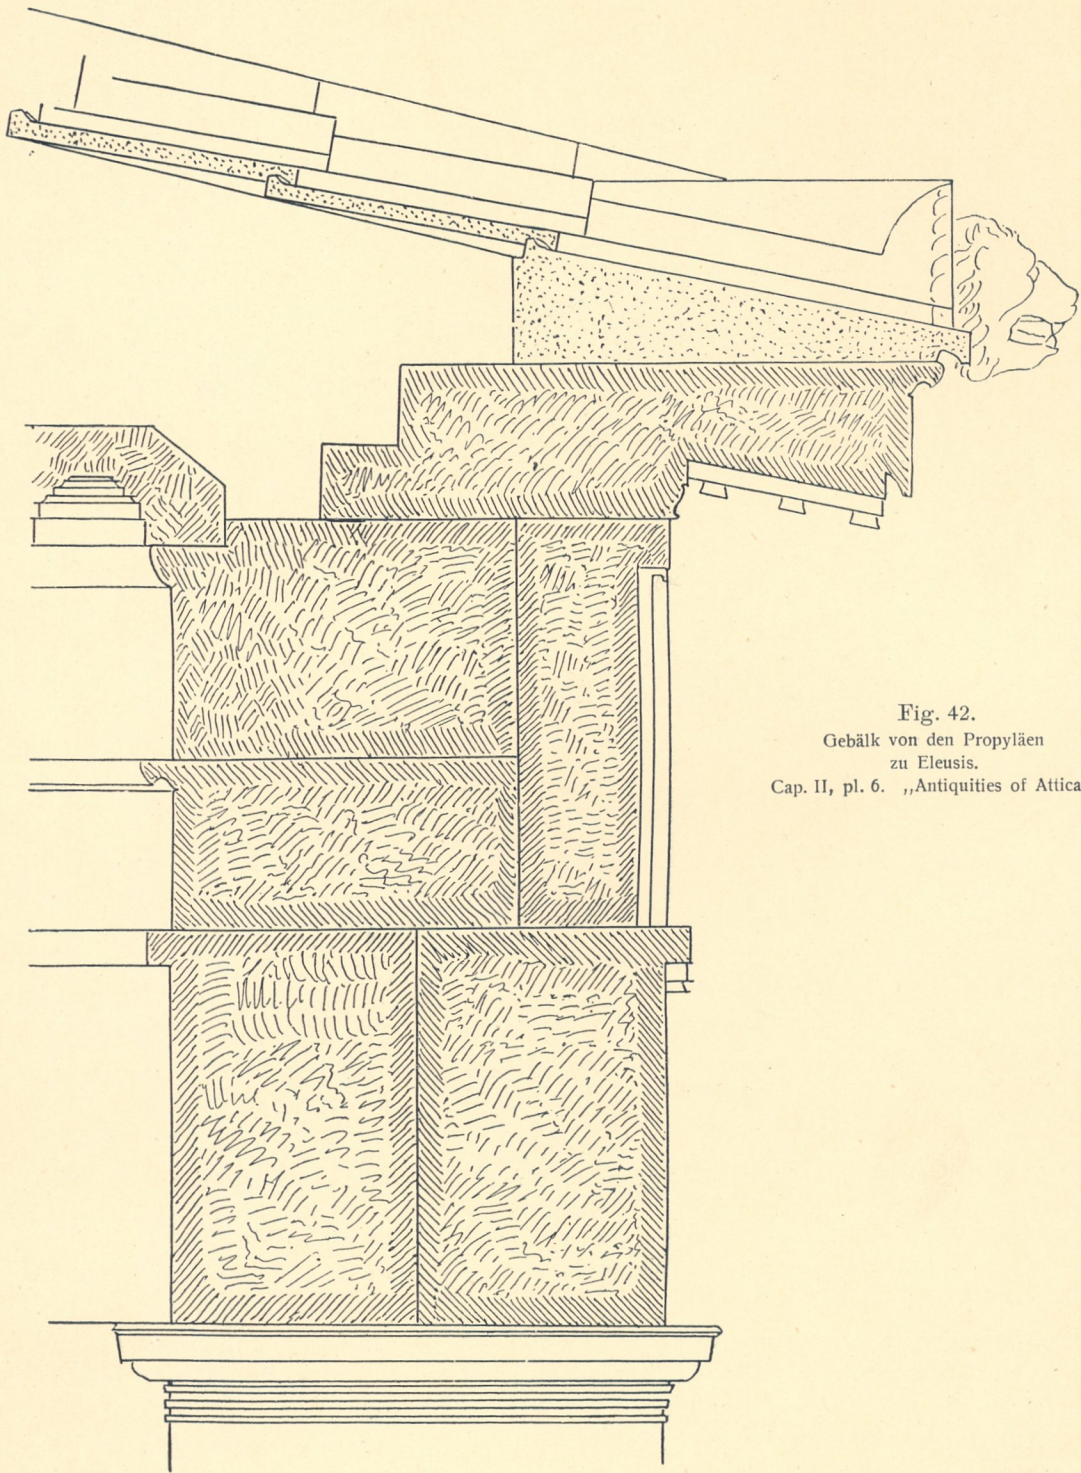 Fig. 42.
Gebälk von den Propyläen
zu Eleusis.
Cap. II, pl. 6. „Antiquities of Attica